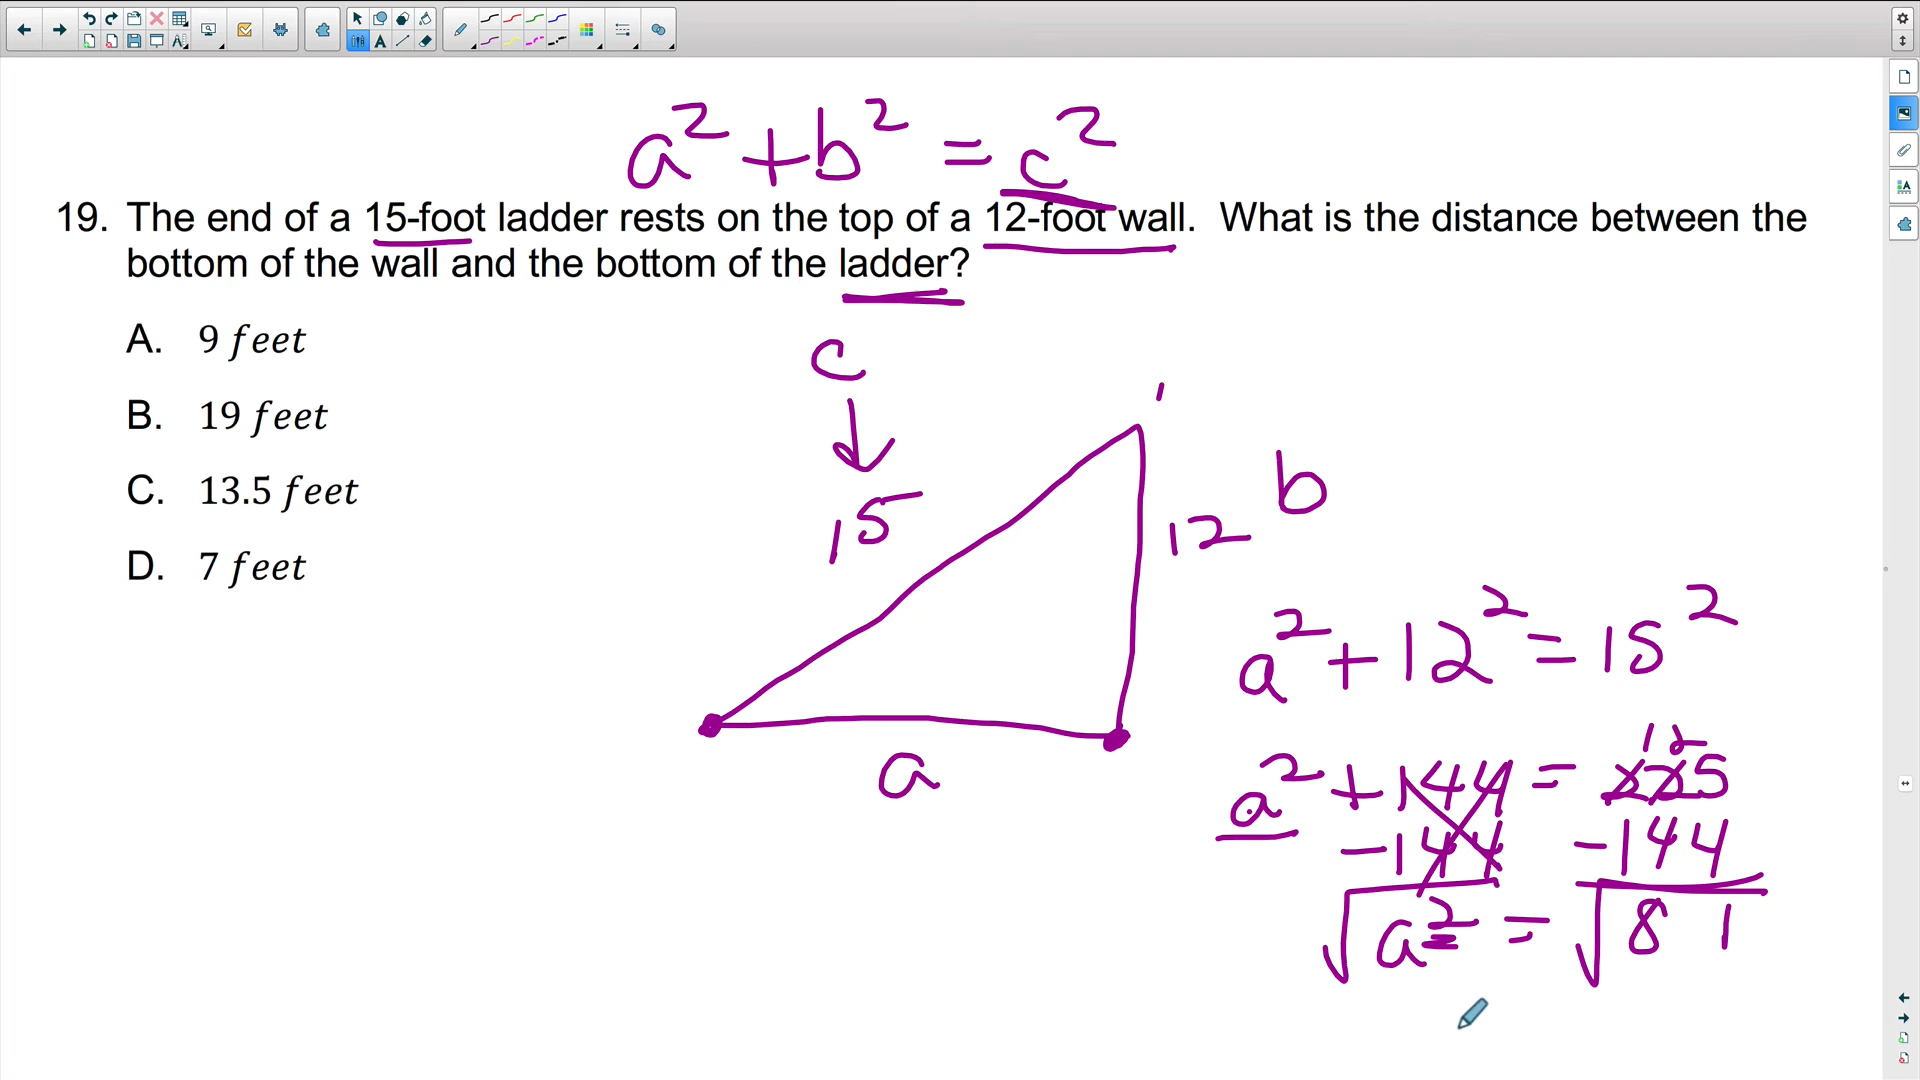 a² + b² = c²
19. The end of a 15-foot ladder rests on the top of a 12-foot wall. What is the distance between the
bottom of the wall and the bottom of the ladder?
A. 9 feet
B. 19 feet
C. 13.5 feet
D. 7 feet
c
15
12
b
a
a² + 12² = 15²
1 12
a² + 144 = 225
-144 -144
√a² = √81